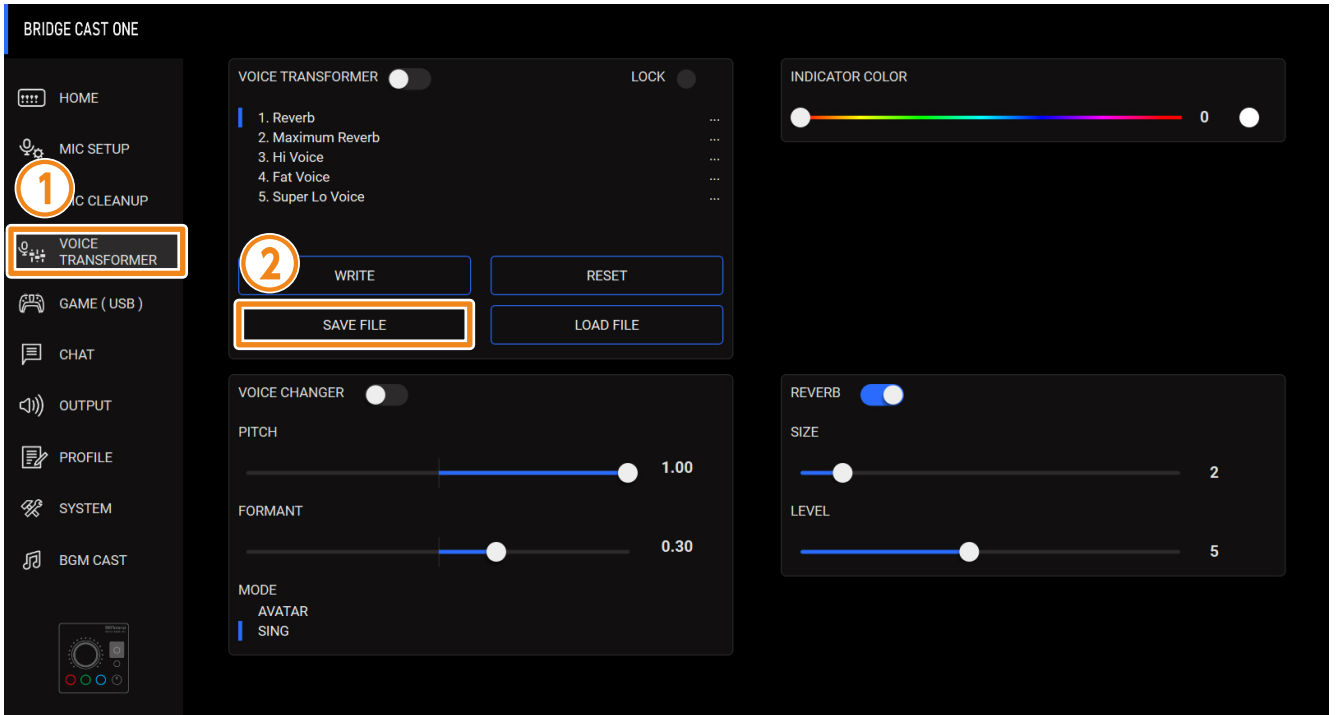 BRIDGE CAST ONE
HOME
MIC SETUP
1
IC CLEANUP
VOICE
TRANSFORMER
GAME ( USB )
CHAT
OUTPUT
PROFILE
SYSTEM
BGM CAST
VOICE TRANSFORMER
LOCK
1. Reverb ...
2. Maximum Reverb ...
3. Hi Voice ...
4. Fat Voice ...
5. Super Lo Voice ...
2
WRITE
RESET
SAVE FILE
LOAD FILE
INDICATOR COLOR
0
VOICE CHANGER
PITCH
1.00
FORMANT
0.30
MODE
AVATAR
SING
REVERB
SIZE
2
LEVEL
5